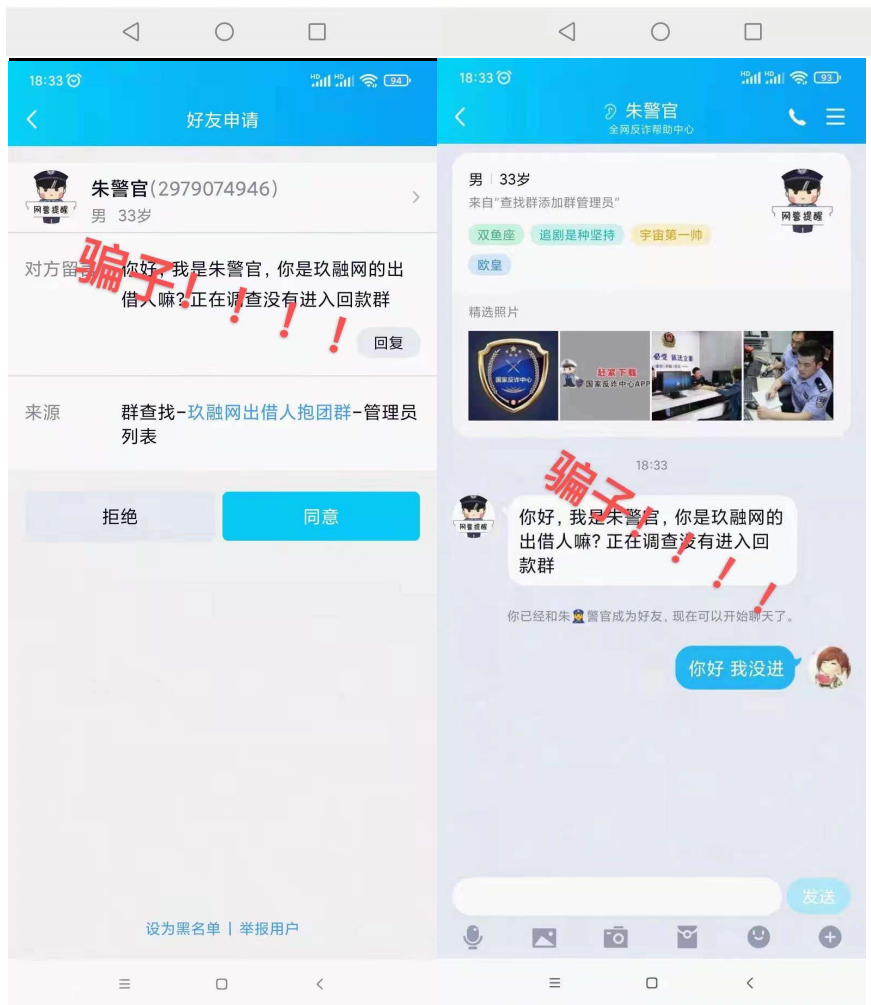 18:33
HD
HD
94
好友申请
网警提醒
朱警官(2979074946)
男 33岁
对方留言
你好, 我是朱警官, 你是玖融网的出
借人嘛? 正在调查没有进入回款群
骗子！！！！
回复
来源
群查找-玖融网出借人抱团群-管理员
列表
拒绝
同意
设为黑名单 | 举报用户
18:33
HD
HD
93
朱警官
全网反诈帮助中心
男 | 33岁
来自“查找群添加群管理员”
网警提醒
双鱼座
追剧是种坚持
宇宙第一帅
欧皇
精选照片
国家反诈中心
赶紧下载
国家反诈中心APP
18:33
骗子！！！！
网警提醒
你好, 我是朱警官, 你是玖融网的
出借人嘛? 正在调查没有进入回
款群
你已经和朱👮警官成为好友, 现在可以开始聊天了。
你好 我没进
发送